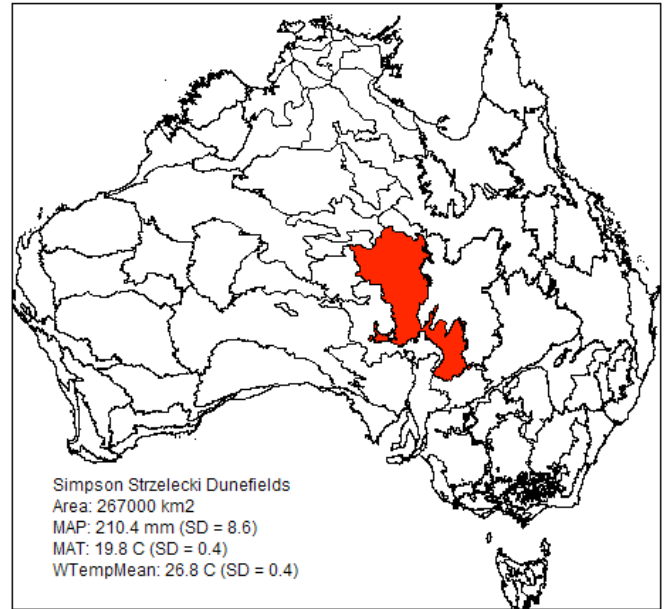 Simpson Strzelecki Dunefields
Area: 267000 km2
MAP: 210.4 mm (SD = 8.6)
MAT: 19.8 C (SD = 0.4)
WTempMean: 26.8 C (SD = 0.4)